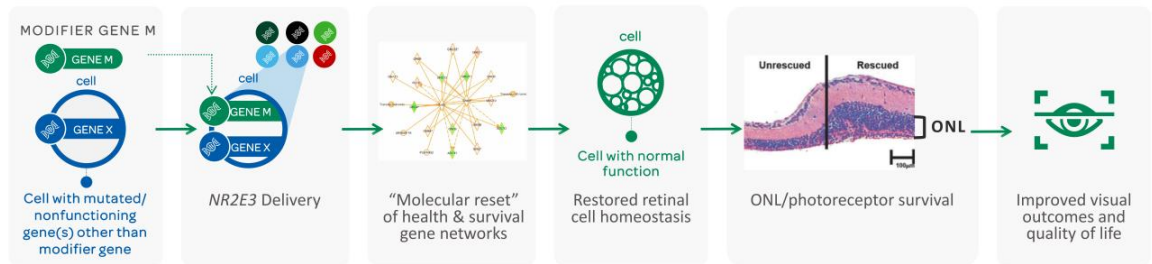 MODIFIER GENE M
GENE M
cell
GENE X
Cell with mutated/
nonfunctioning
gene(s) other than
modifier gene
cell
GENE M
GENE X
NR2E3 Delivery
"Molecular reset"
of health & survival
gene networks
cell
Cell with normal
function
Restored retinal
cell homeostasis
Unrescued
Rescued
ONL
100μm
ONL/photoreceptor survival
Improved visual
outcomes and
quality of life